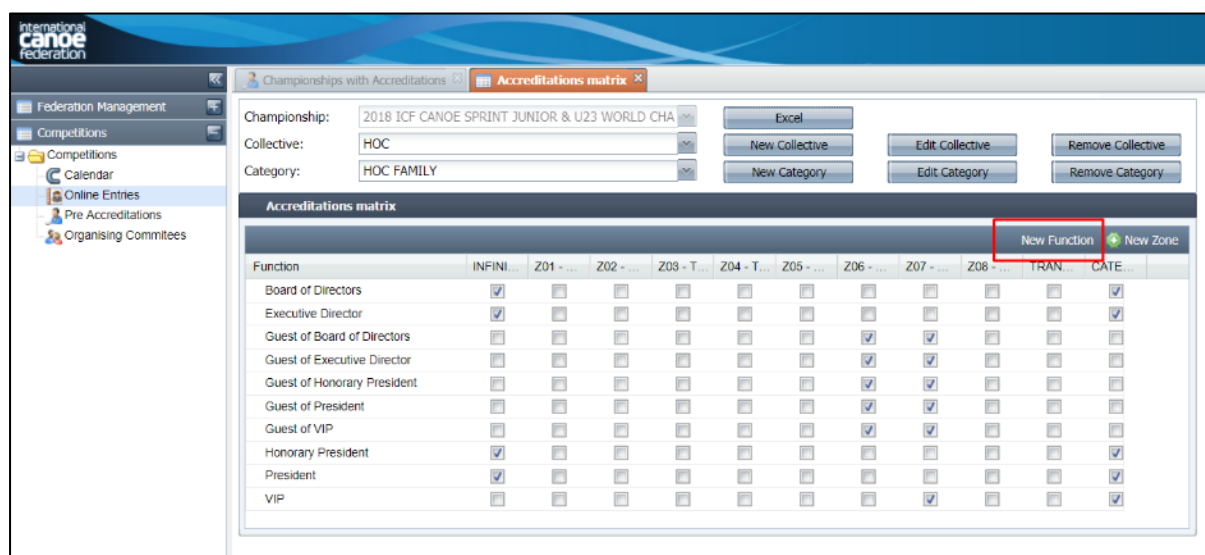 international
canoe
federation
Championships with Accreditations Accreditations matrix
Federation Management
Competitions
Competitions
Calendar
Online Entries
Pre Accreditations
Organising Commitees
Championship: 2018 ICF CANOE SPRINT JUNIOR & U23 WORLD CHA Excel
Collective: HOC New Collective Edit Collective Remove Collective
Category: HOC FAMILY New Category Edit Category Remove Category
Accreditations matrix
New Function New Zone
Function INFINI... Z01 - ... Z02 - ... Z03 - T... Z04 - T... Z05 - ... Z06 - ... Z07 - ... Z08 - ... TRAN... CATE...
Board of Directors
Executive Director
Guest of Board of Directors
Guest of Executive Director
Guest of Honorary President
Guest of President
Guest of VIP
Honorary President
President
VIP